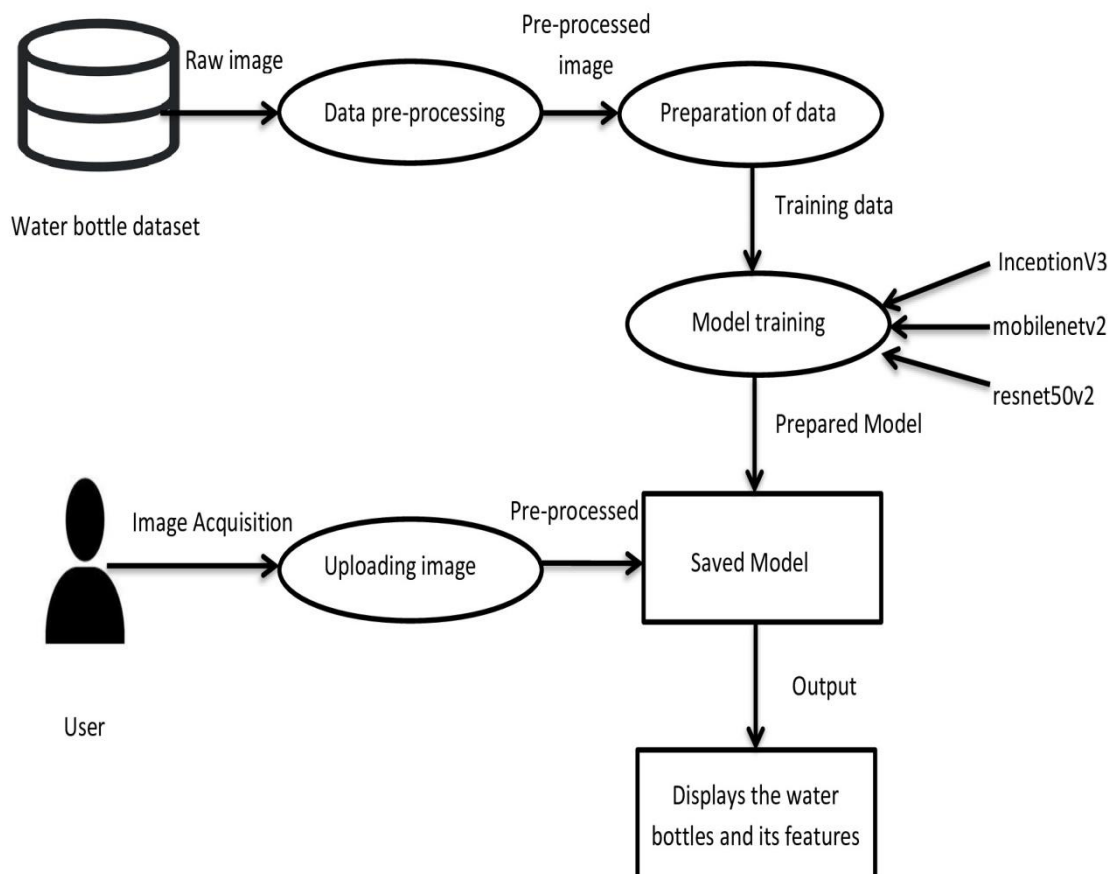 Raw image
Pre-processed
image
Data pre-processing
Preparation of data
Water bottle dataset
Training data
InceptionV3
Model training
mobilenetv2
resnet50v2
Prepared Model
Image Acquisition
Pre-processed
Uploading image
Saved Model
User
Output
Displays the water
bottles and its features